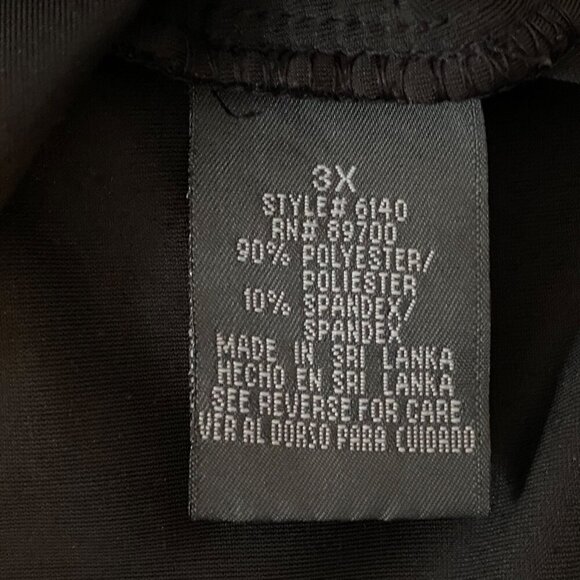 3X
STYLE# 6140
RN# 89700
90% POLYESTER/
POLIESTER
10% SPANDEX/
SPANDEX
MADE IN SRI LANKA
HECHO EN SRI LANKA
SEE REVERSE FOR CARE
VER AL DORSO PARA CUIDADO